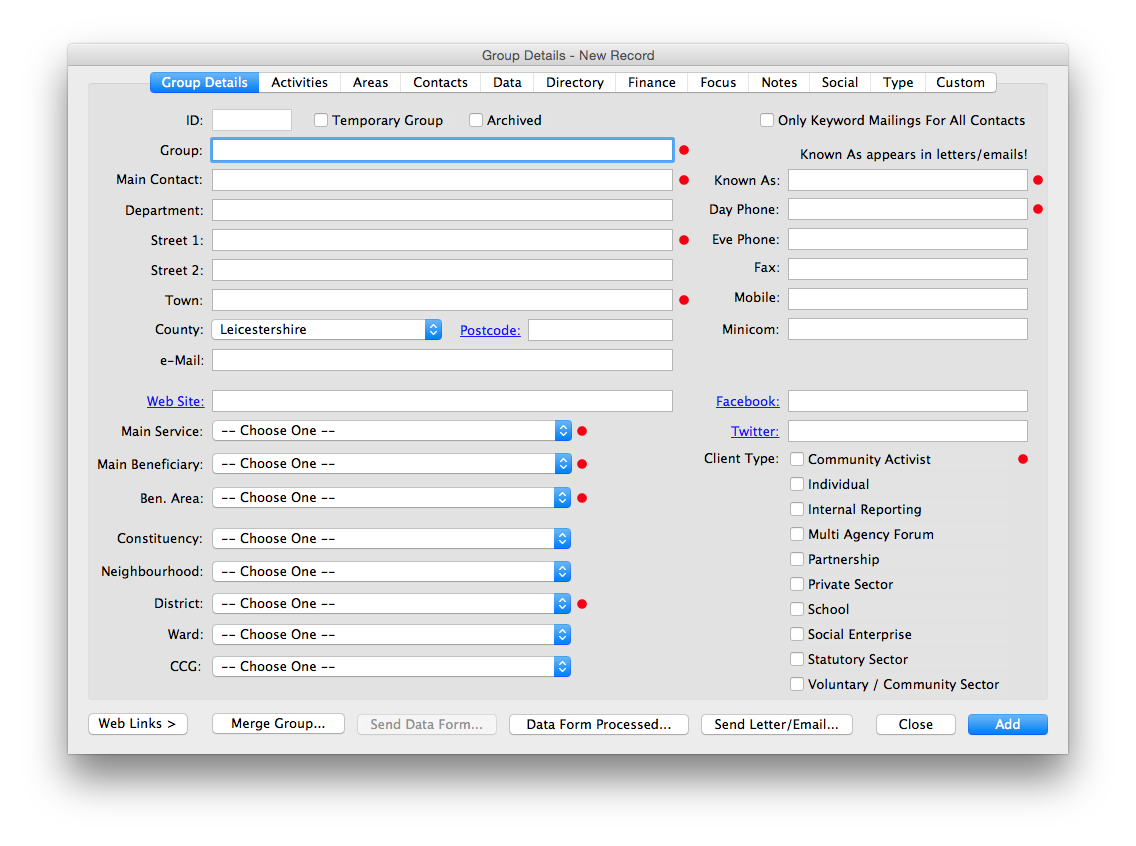 Group Details - New Record
Group Details Activities Areas Contacts Data Directory Finance Focus Notes Social Type Custom
ID: Temporary Group Archived Only Keyword Mailings For All Contacts
Group:
Known As appears in letters/emails!
Main Contact: Known As:
Department: Day Phone:
Street 1: Eve Phone:
Street 2: Fax:
Town: Mobile:
County: Leicestershire Postcode: Minicom:
e-Mail:
Web Site: Facebook:
Main Service: -- Choose One -- Twitter:
Client Type: Community Activist
Main Beneficiary: -- Choose One --
Individual
Ben. Area: -- Choose One --
Internal Reporting
Constituency: -- Choose One -- Multi Agency Forum
Partnership
Neighbourhood: -- Choose One --
Private Sector
District: -- Choose One -- School
Ward: -- Choose One -- Social Enterprise
Statutory Sector
CCG: -- Choose One --
Voluntary / Community Sector
Web Links > Merge Group... Send Data Form... Data Form Processed... Send Letter/Email... Close Add